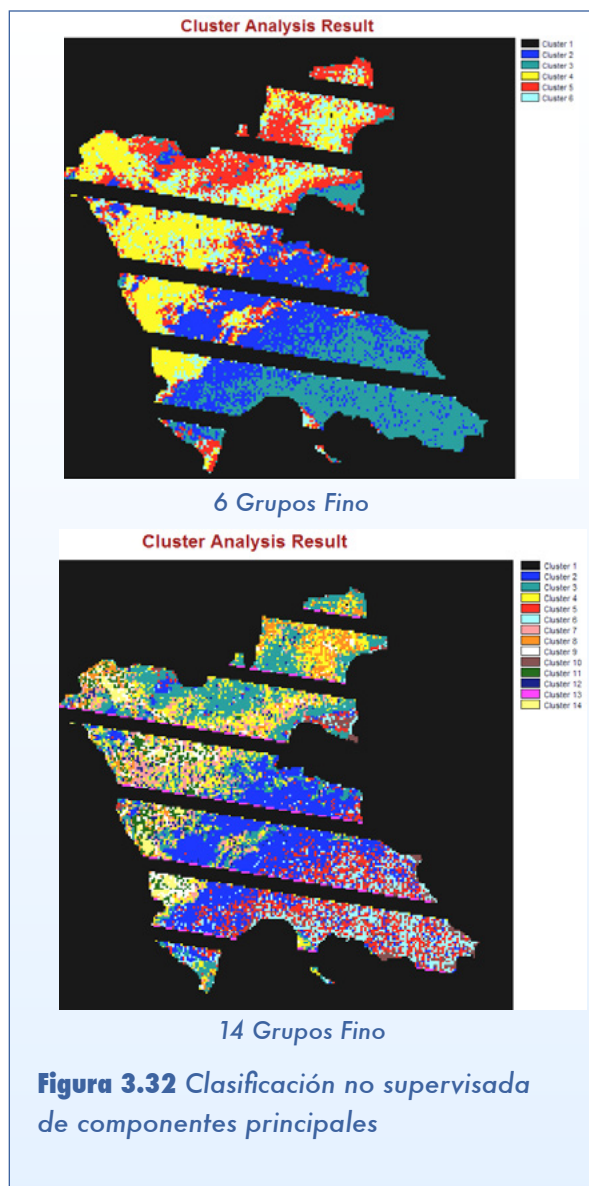 Cluster Analysis Result
Cluster 1
Cluster 2
Cluster 3
Cluster 4
Cluster 5
Cluster 6
6 Grupos Fino
Cluster Analysis Result
Cluster 1
Cluster 2
Cluster 3
Cluster 4
Cluster 5
Cluster 6
Cluster 7
Cluster 8
Cluster 9
Cluster 10
Cluster 11
Cluster 12
Cluster 13
Cluster 14
14 Grupos Fino
Figura 3.32 Clasificación no supervisada
de componentes principales